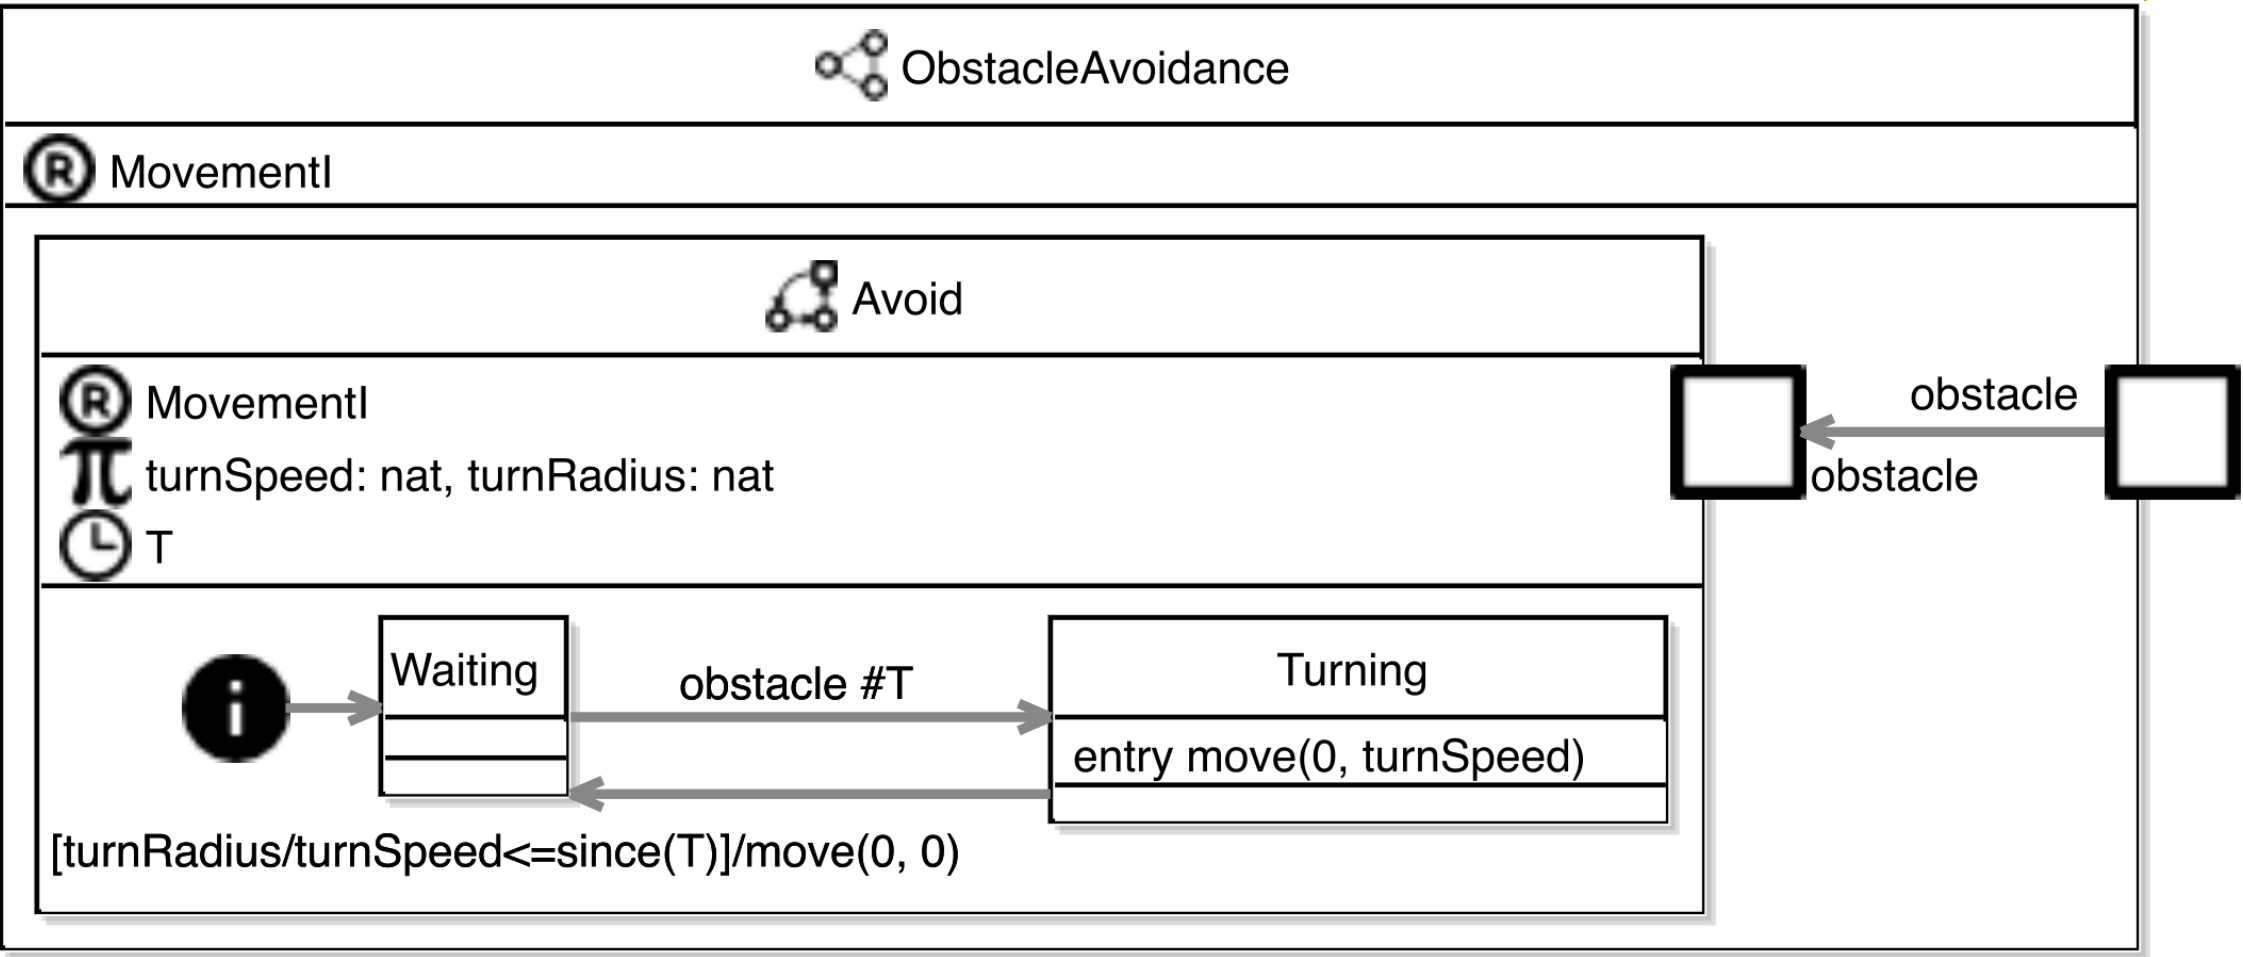 ObstacleAvoidance
R MovementI
Avoid
R MovementI
π turnSpeed: nat, turnRadius: nat
T
obstacle
obstacle
i
Waiting
obstacle #T
Turning
entry move(0, turnSpeed)
[turnRadius/turnSpeed<=since(T)]/move(0, 0)